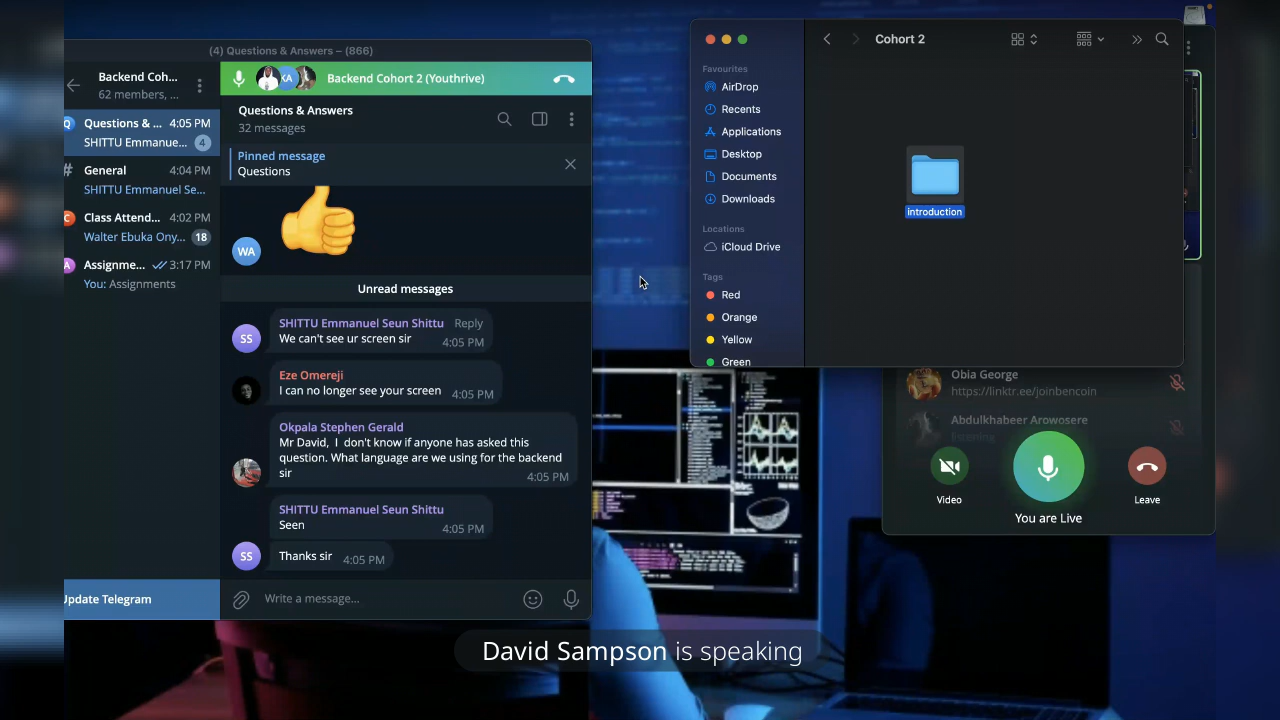 (4) Questions & Answers – (866)
Backend Coh...
62 members, ...
Questions & ... 4:05 PM
SHITTU Emmanue... 4
General 4:04 PM
SHITTU Emmanuel Se...
Class Attend... 4:02 PM
Walter Ebuka Ony... 18
Assignme... 3:17 PM
You: Assignments
Update Telegram
XA
Backend Cohort 2 (Youthrive)
Questions & Answers
32 messages
Pinned message
Questions
WA
Unread messages
SHITTU Emmanuel Seun Shittu Reply
We can't see ur screen sir 4:05 PM
SS
Eze Omereji
I can no longer see your screen 4:05 PM
Okpala Stephen Gerald
Mr David, I don't know if anyone has asked this
question. What language are we using for the backend
sir 4:05 PM
SHITTU Emmanuel Seun Shittu
Seen 4:05 PM
SS
Thanks sir 4:05 PM
Write a message...
Cohort 2
Favourites
AirDrop
Recents
Applications
Desktop
Documents
Downloads
Locations
iCloud Drive
Tags
Red
Orange
Yellow
Green
introduction
Obia George
https://linktr.ee/joinbencoin
Abdulkhabeer Arowosere
listening
Video
Leave
You are Live
David Sampson is speaking